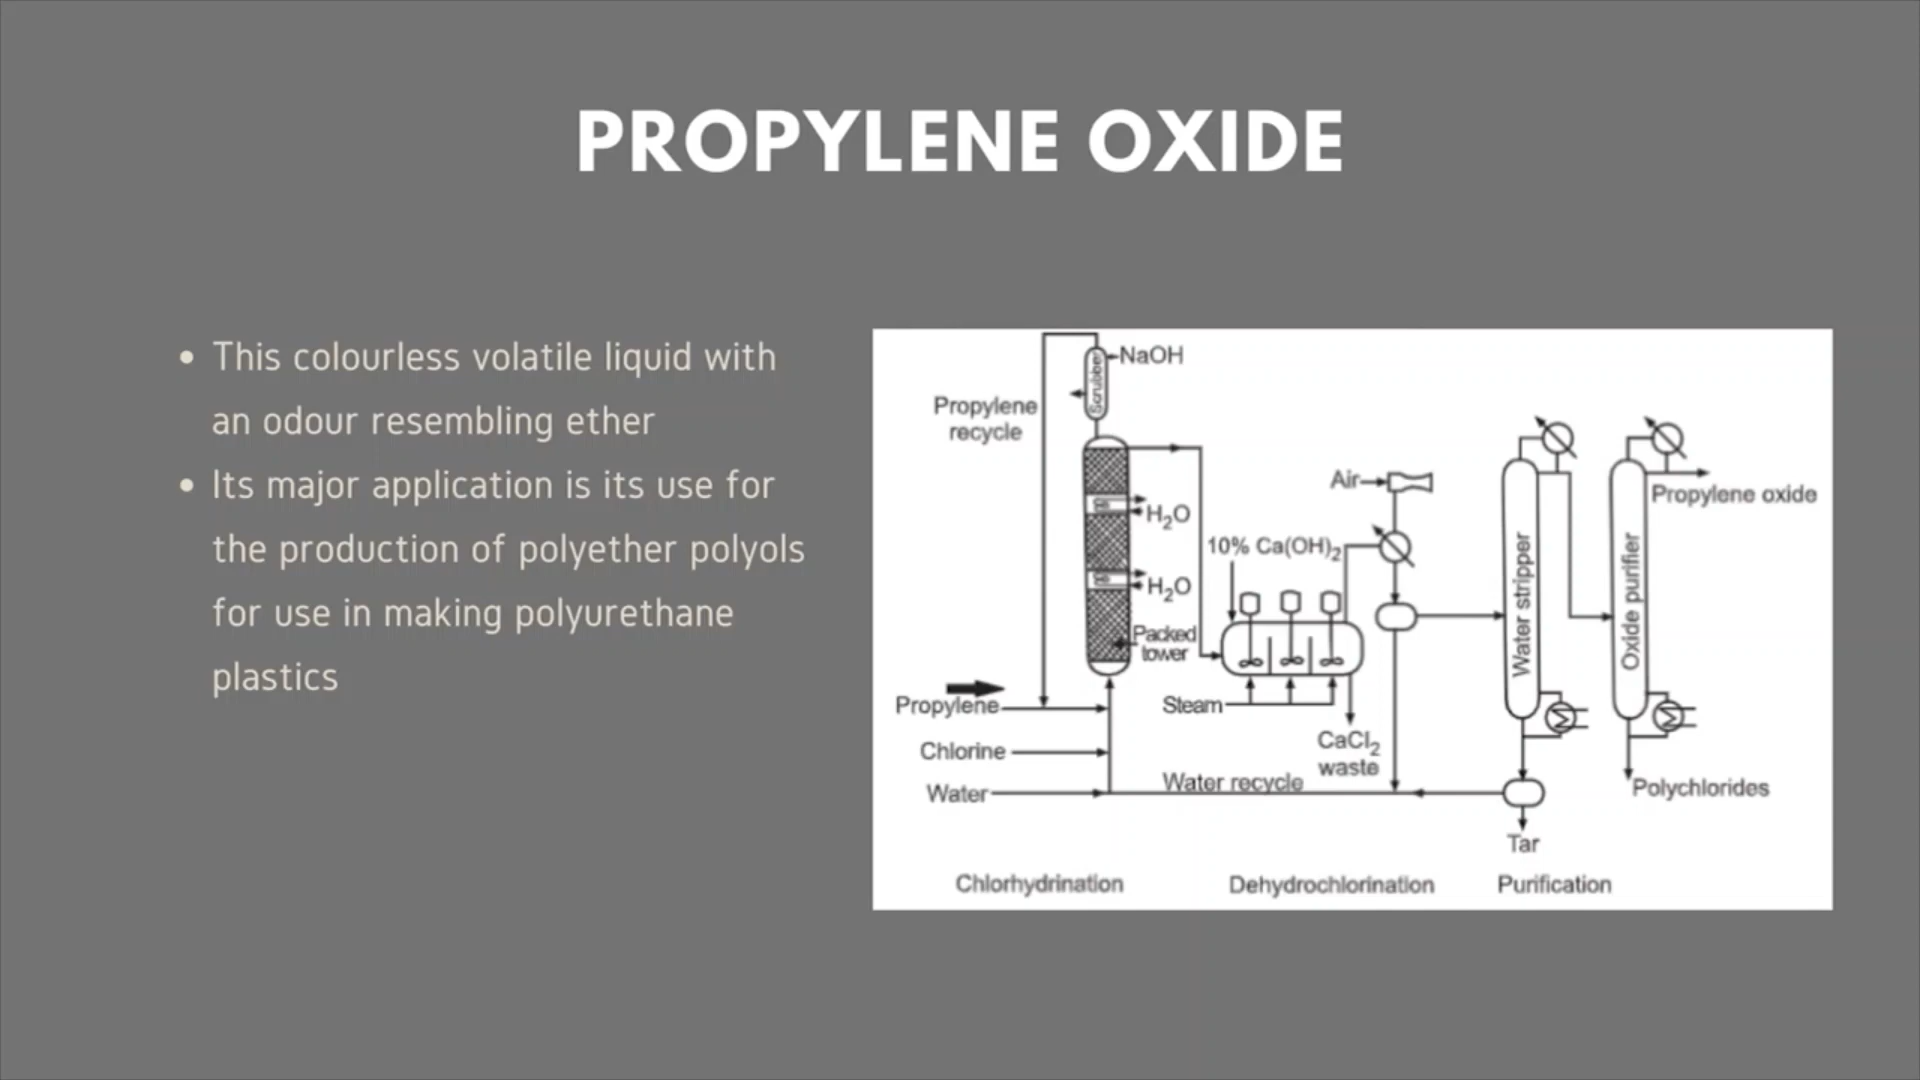 PROPYLENE OXIDE
• This colourless volatile liquid with
an odour resembling ether
• Its major application is its use for
the production of polyether polyols
for use in making polyurethane
plastics
NaOH
Scrubber
Propylene
recycle
H₂O
H₂O
Packed
tower
Propylene
Chlorine
Water
Chlorhydrination
Air
10% Ca(OH)₂
Steam
CaCl₂
waste
Water recycle
Dehydrochlorination
Water stripper
Oxide purifier
Propylene oxide
Polychlorides
Tar
Purification